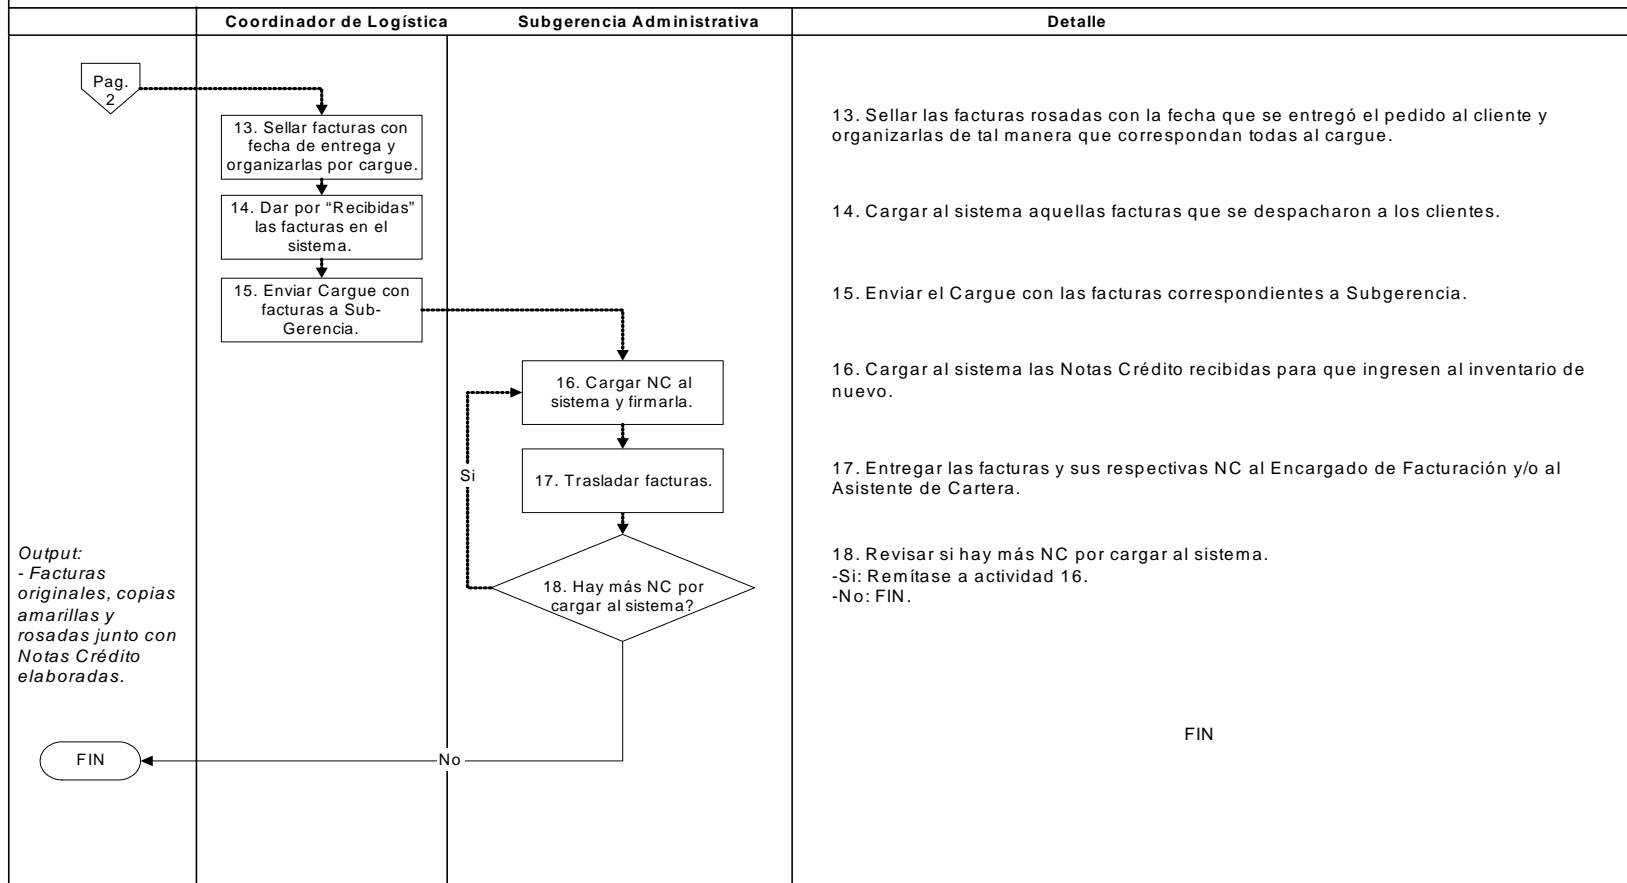 Coordinador de Logística
Subgerencia Administrativa
Detalle
Pag.
2
13. Sellar facturas con
fecha de entrega y
organizarlas por cargue.
14. Dar por “Recibidas”
las facturas en el
sistema.
15. Enviar Cargue con
facturas a Sub-
Gerencia.
16. Cargar NC al
sistema y firmarla.
17. Trasladar facturas.
Si
18. Hay más NC por
cargar al sistema?
No
Output:
- Facturas
originales, copias
amarillas y
rosadas junto con
Notas Crédito
elaboradas.
FIN
13. Sellar las facturas rosadas con la fecha que se entregó el pedido al cliente y
organizarlas de tal manera que correspondan todas al cargue.
14. Cargar al sistema aquellas facturas que se despacharon a los clientes.
15. Enviar el Cargue con las facturas correspondientes a Subgerencia.
16. Cargar al sistema las Notas Crédito recibidas para que ingresen al inventario de
nuevo.
17. Entregar las facturas y sus respectivas NC al Encargado de Facturación y/o al
Asistente de Cartera.
18. Revisar si hay más NC por cargar al sistema.
-Si: Remítase a actividad 16.
-No: FIN.
FIN